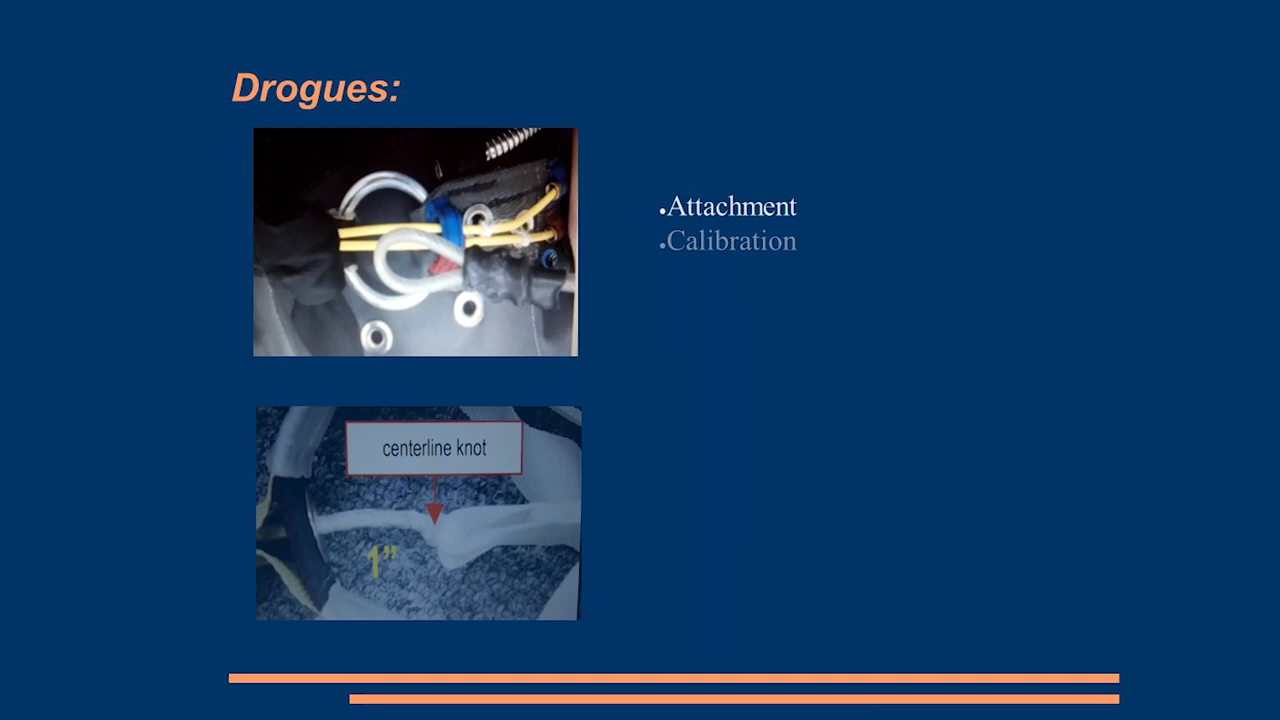 Drogues:
•Attachment
•Calibration
centerline knot
1”